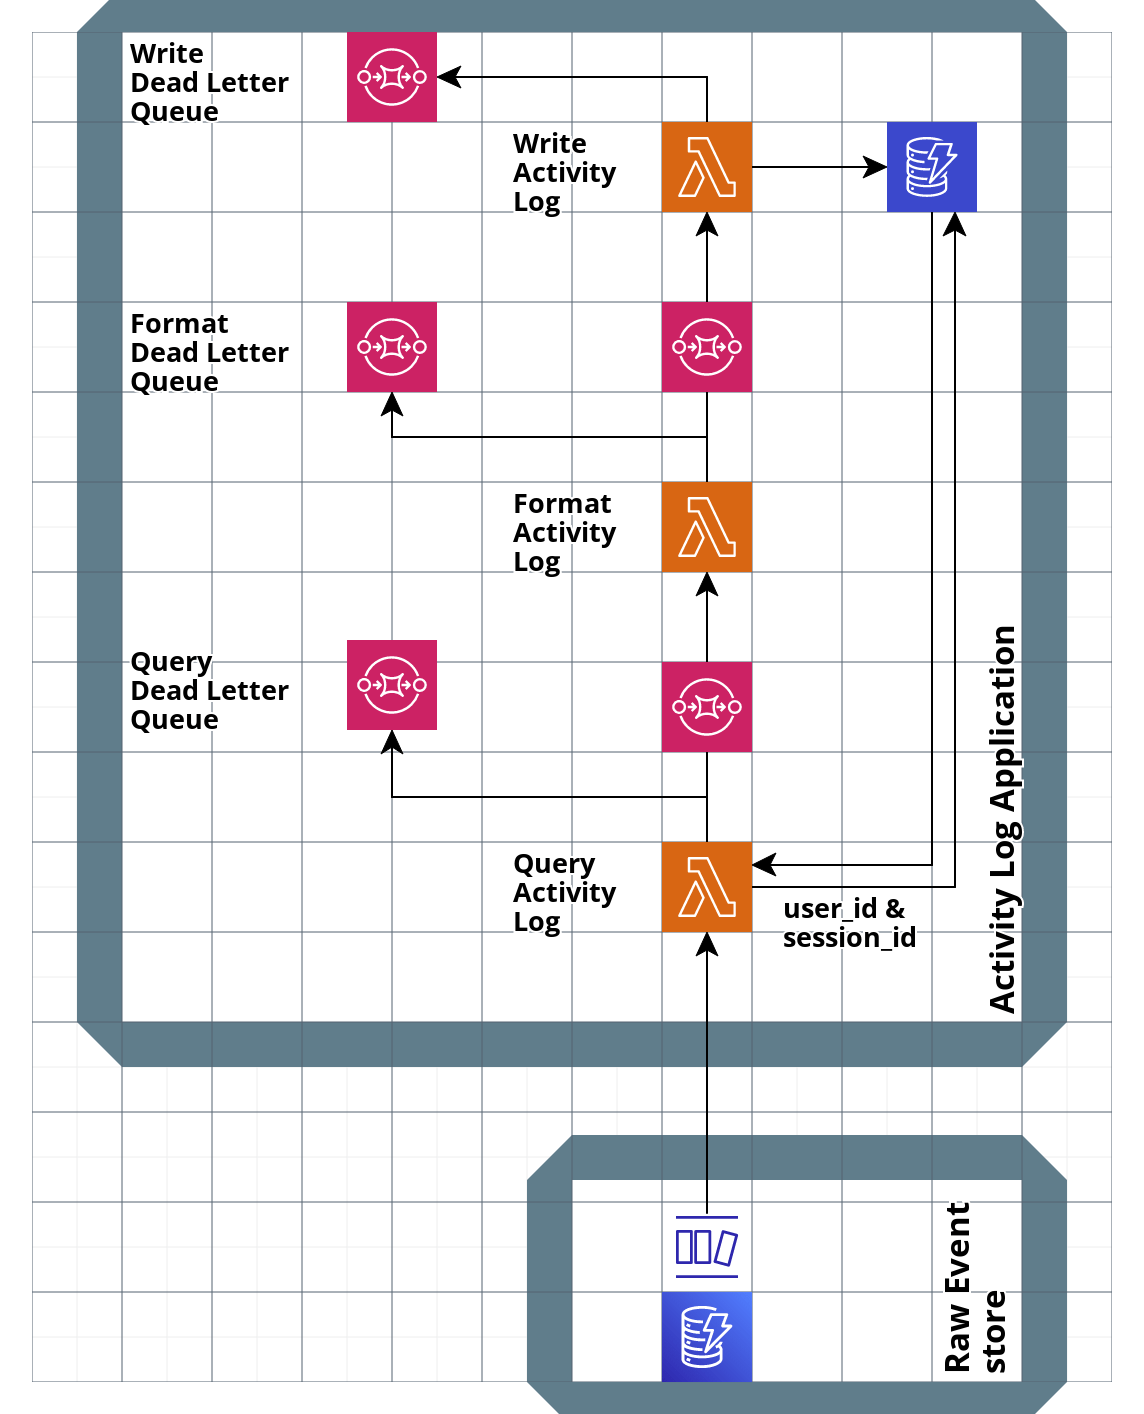 Write
Dead Letter
Queue
Write
Activity
Log
Format
Dead Letter
Queue
Format
Activity
Log
Query
Dead Letter
Queue
Query
Activity
Log
user_id &
session_id
Activity Log Application
Raw Event
store